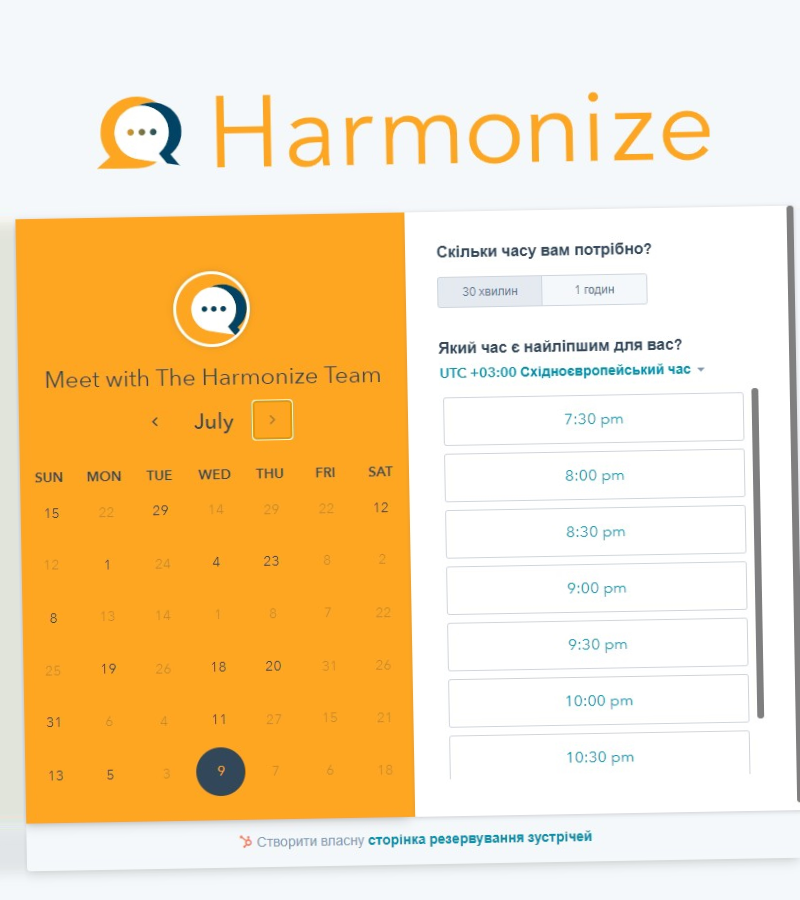 Harmonize
Meet with The Harmonize Team
July
SUN MON TUE WED THU FRI SAT
15 22 29 14 29 22 12
12 1 24 4 23 8 2
8 13 14 1 8 7 22
25 19 26 18 20 31 26
31 6 4 11 27 15 21
13 5 3 9 7 6 18
Скільки часу вам потрібно?
30 хвилин 1 годин
Який час є найліпшим для вас?
UTC +03:00 Східноєвропейський час
7:30 pm
8:00 pm
8:30 pm
9:00 pm
9:30 pm
10:00 pm
10:30 pm
Створити власну сторінка резервування зустрічей